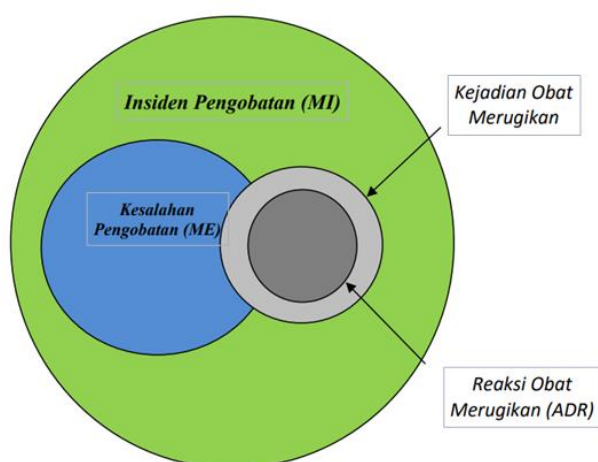 Insiden Pengobatan (MI)
Kejadian Obat
Merugikan
Kesalahan
Pengobatan (ME)
Reaksi Obat
Merugikan (ADR)